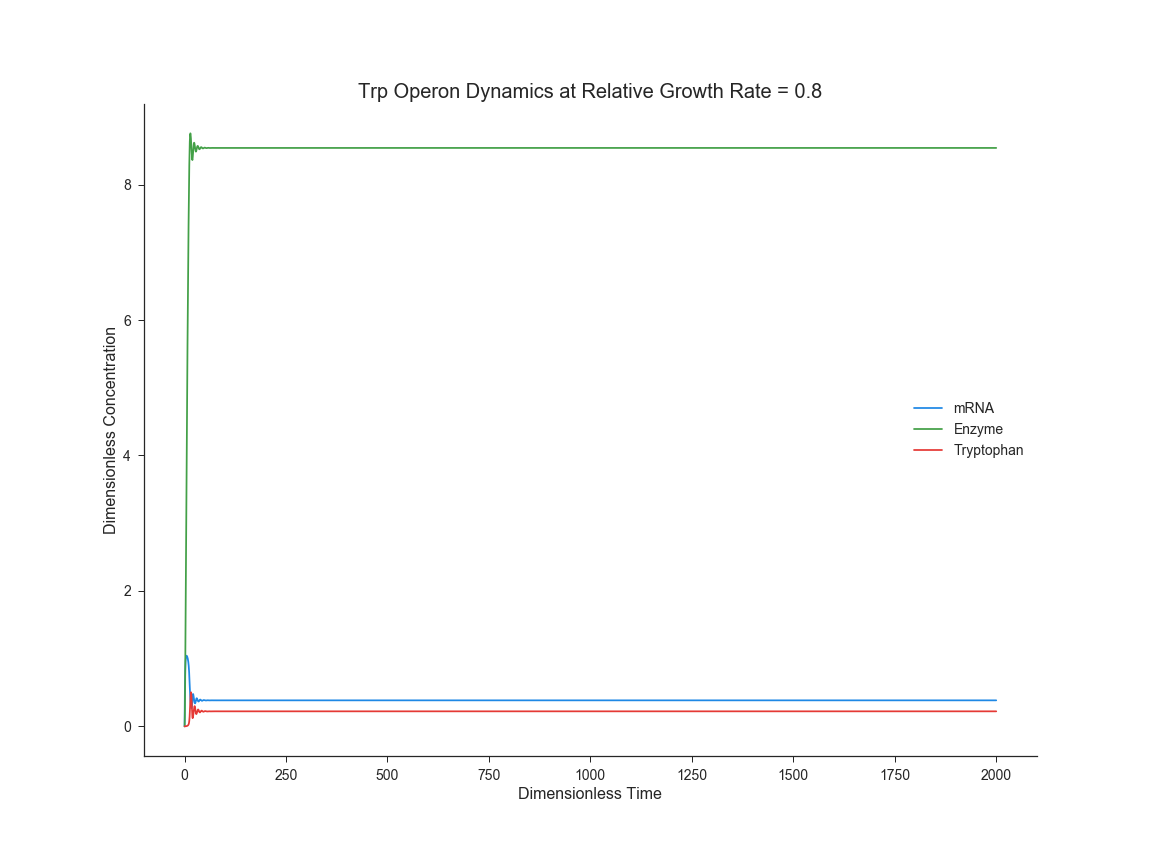 Trp Operon Dynamics at Relative Growth Rate = 0.8
Dimensionless Concentration
8
6
4
2
0
mRNA
Enzyme
Tryptophan
0 250 500 750 1000 1250 1500 1750 2000
Dimensionless Time